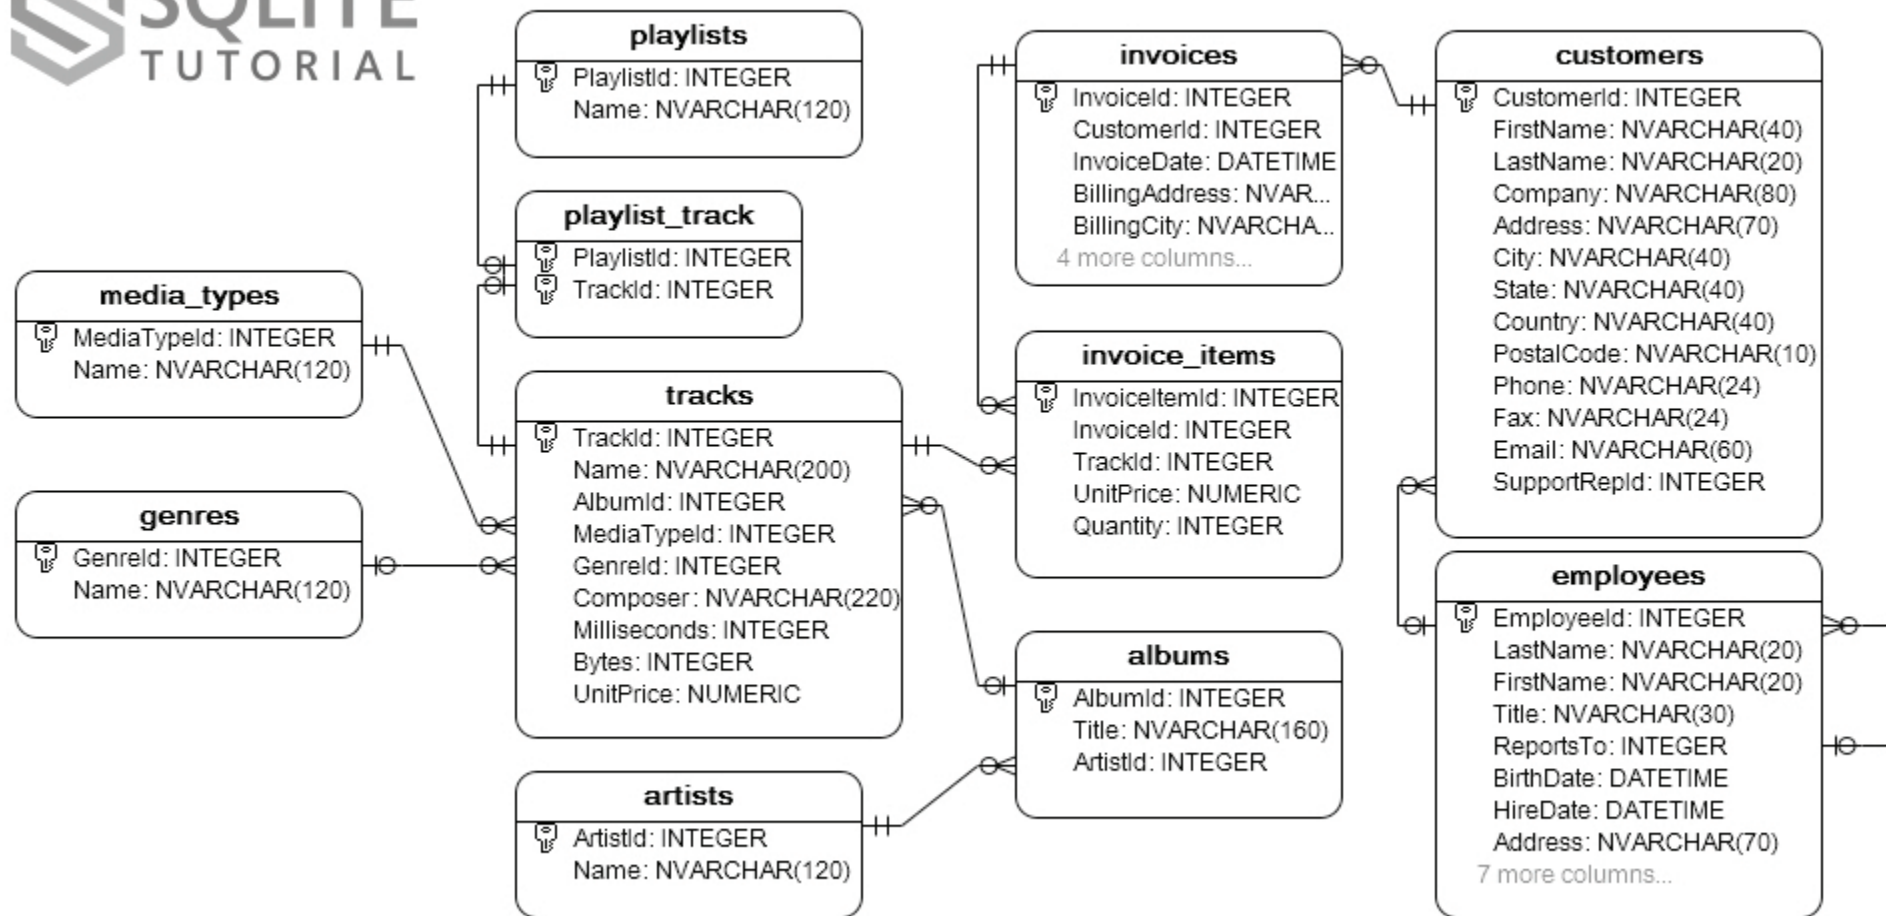 SQLITE
TUTORIAL
playlists
PlaylistId: INTEGER
Name: NVARCHAR(120)
playlist_track
PlaylistId: INTEGER
TrackId: INTEGER
media_types
MediaTypeId: INTEGER
Name: NVARCHAR(120)
genres
GenreId: INTEGER
Name: NVARCHAR(120)
tracks
TrackId: INTEGER
Name: NVARCHAR(200)
AlbumId: INTEGER
MediaTypeId: INTEGER
GenreId: INTEGER
Composer: NVARCHAR(220)
Milliseconds: INTEGER
Bytes: INTEGER
UnitPrice: NUMERIC
artists
ArtistId: INTEGER
Name: NVARCHAR(120)
invoices
InvoiceId: INTEGER
CustomerId: INTEGER
InvoiceDate: DATETIME
BillingAddress: NVAR...
BillingCity: NVARCHA...
4 more columns...
invoice_items
InvoiceItemId: INTEGER
InvoiceId: INTEGER
TrackId: INTEGER
UnitPrice: NUMERIC
Quantity: INTEGER
albums
AlbumId: INTEGER
Title: NVARCHAR(160)
ArtistId: INTEGER
customers
CustomerId: INTEGER
FirstName: NVARCHAR(40)
LastName: NVARCHAR(20)
Company: NVARCHAR(80)
Address: NVARCHAR(70)
City: NVARCHAR(40)
State: NVARCHAR(40)
Country: NVARCHAR(40)
PostalCode: NVARCHAR(10)
Phone: NVARCHAR(24)
Fax: NVARCHAR(24)
Email: NVARCHAR(60)
SupportRepId: INTEGER
employees
EmployeeId: INTEGER
LastName: NVARCHAR(20)
FirstName: NVARCHAR(20)
Title: NVARCHAR(30)
ReportsTo: INTEGER
BirthDate: DATETIME
HireDate: DATETIME
Address: NVARCHAR(70)
7 more columns...